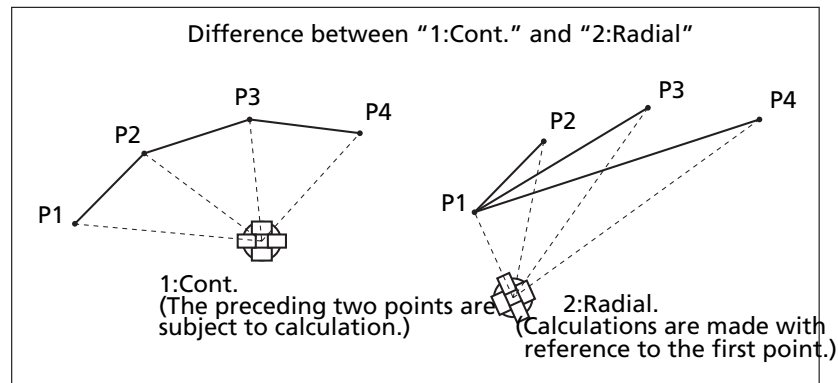 Difference between “1:Cont.” and “2:Radial”
P1
P2
P3
P4
1:Cont.
(The preceding two points are
subject to calculation.)
P1
P2
P3
P4
2:Radial.
(Calculations are made with
reference to the first point.)